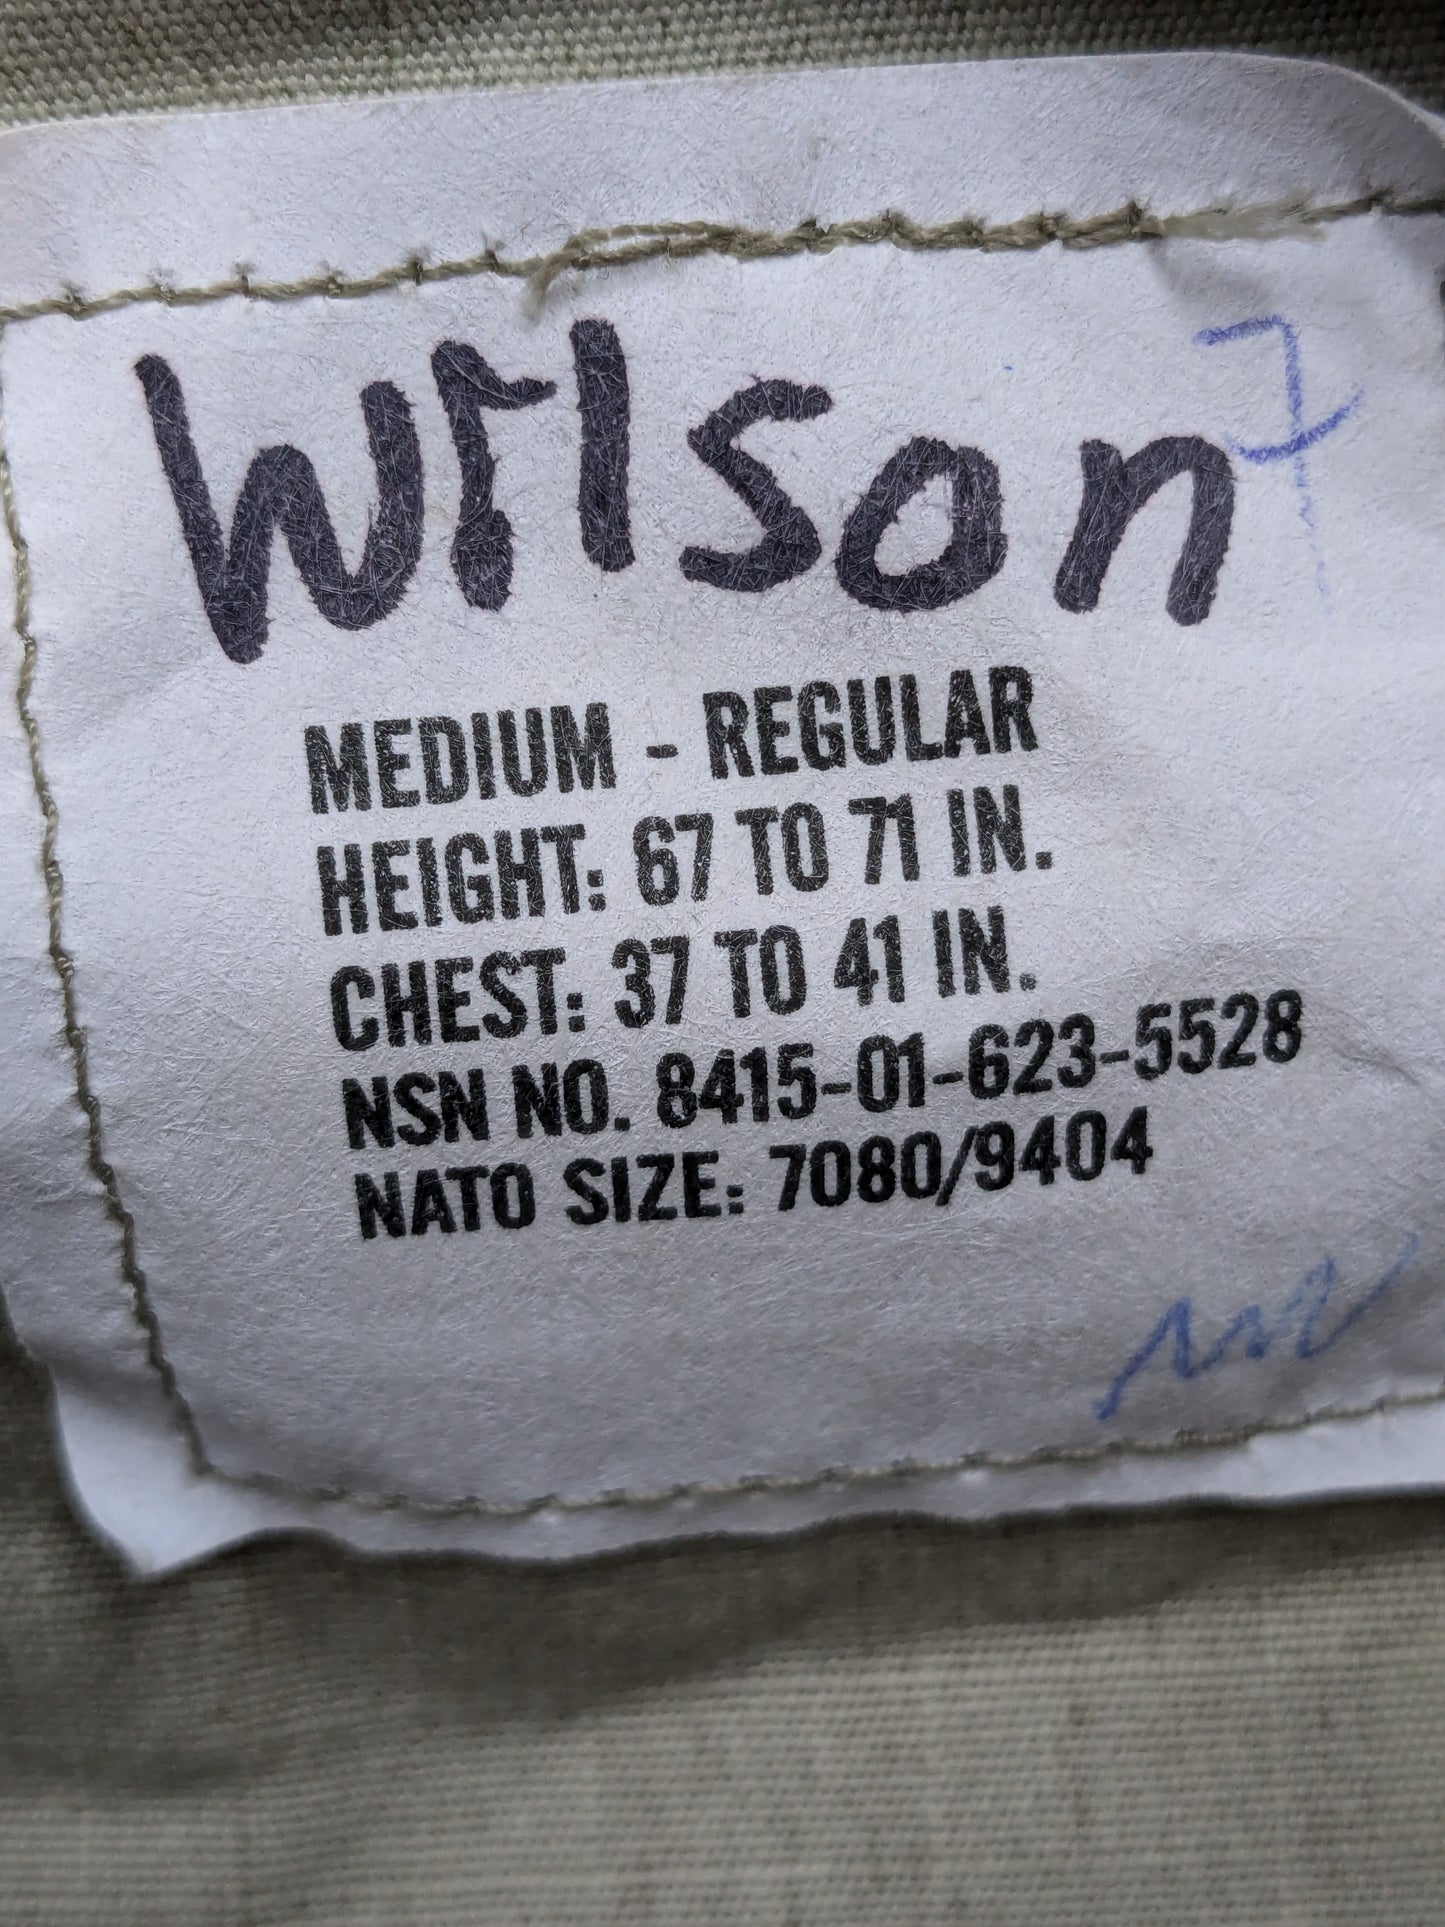 Wilson
MEDIUM - REGULAR
HEIGHT: 67 TO 71 IN.
CHEST: 37 TO 41 IN.
NSN NO. 8415-01-623-5528
NATO SIZE: 7080/9404